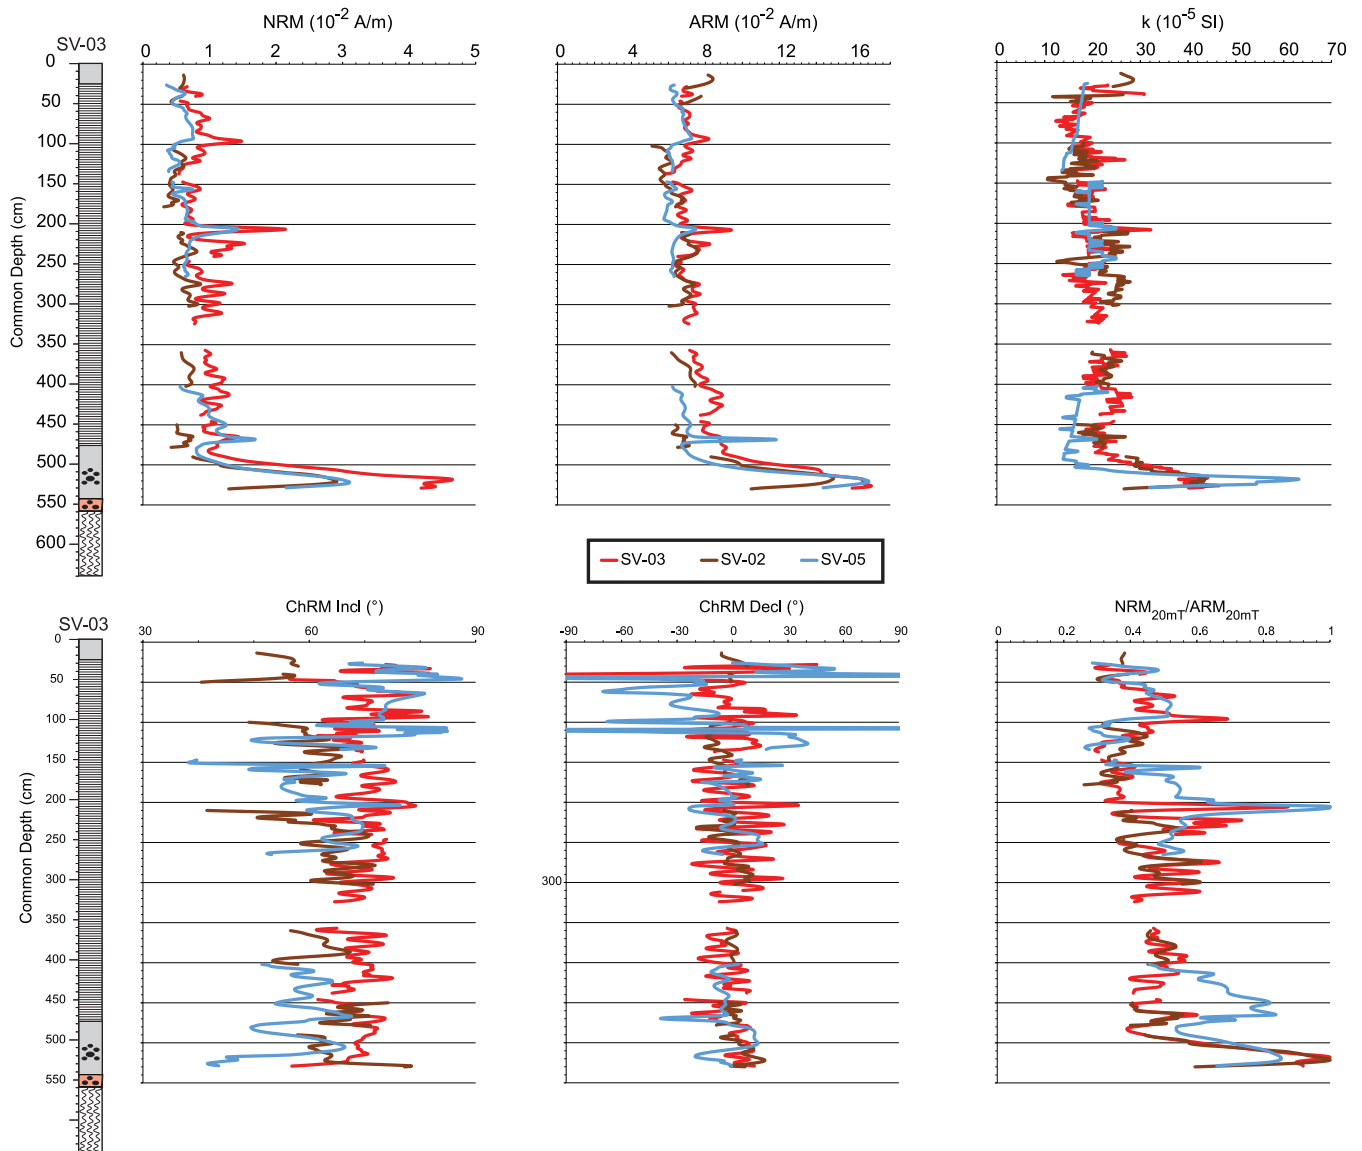 NRM (10⁻² A/m)
ARM (10⁻² A/m)
k (10⁻⁵ SI)
SV-03
0 1 2 3 4 5
0 4 8 12 16
0 10 20 30 40 50 60 70
Common Depth (cm)
0
50
100
150
200
250
300
350
400
450
500
550
600
SV-03 SV-02 SV-05
ChRM Incl (°)
ChRM Decl (°)
NRM₂₀ₘT/ARM₂₀ₘT
SV-03
30 60 90
-90 -60 -30 0 30 60 90
0 0.2 0.4 0.6 0.8 1
Common Depth (cm)
0
50
100
150
200
250
300
300
350
400
450
500
550